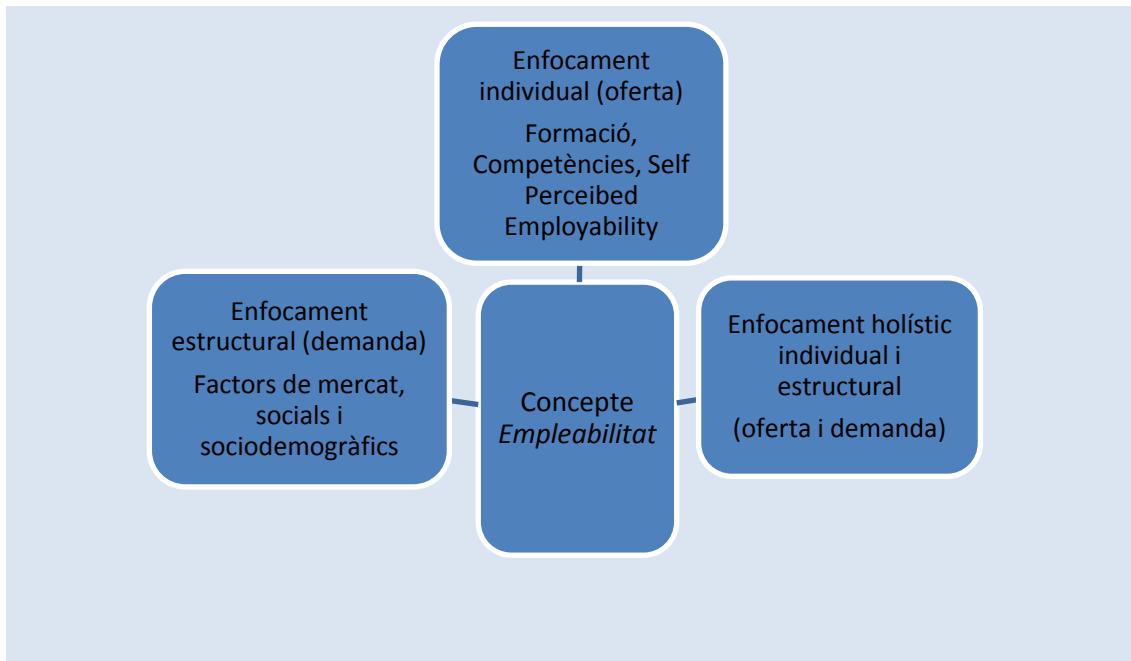 Enfocament
individual (oferta)
Formació,
Competències, Self
Perceibed
Employability
Enfocament
estructural (demanda)
Factors de mercat,
socials i
sociodemogràfics
Concepte
Empleabilitat
Enfocament holístic
individual i
estructural
(oferta i demanda)